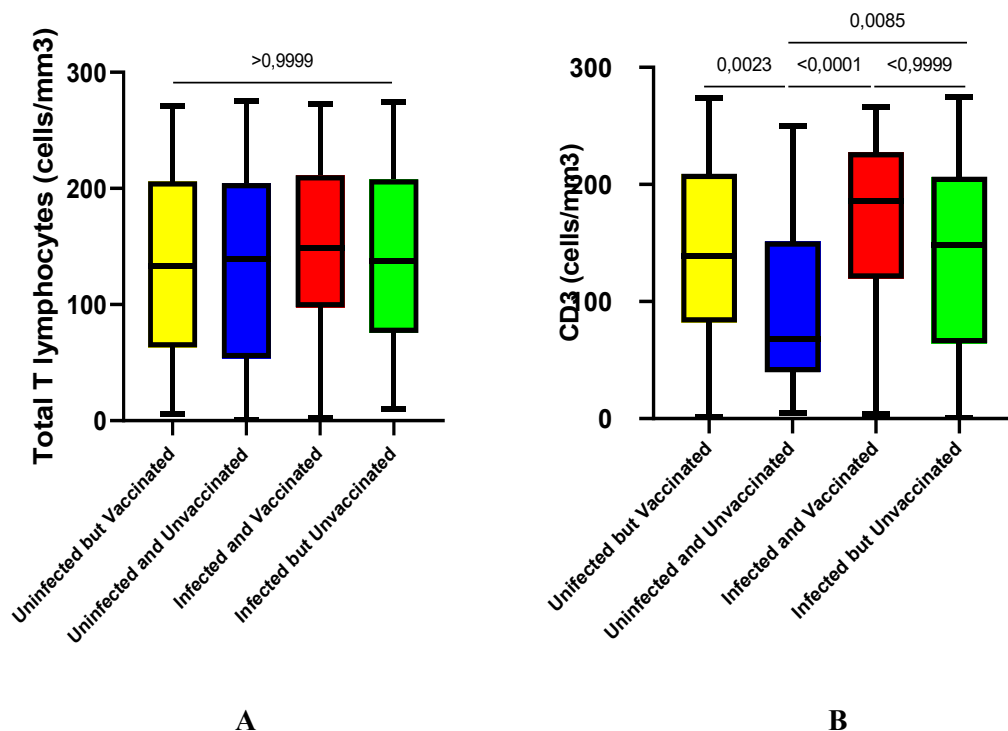 >0,9999
Total T lymphocytes (cells/mm3)
300
200
100
0
Uninfected but Vaccinated
Uninfected and Unvaccinated
Infected and Vaccinated
Infected but Unvaccinated
A
0,0085
0,0023
<0,0001
<0,9999
CD3 (cells/mm3)
300
200
100
0
Unifected but Vaccinated
Uninfected and Unvaccinated
Infected and Vaccinated
Infected but Unvaccinated
B